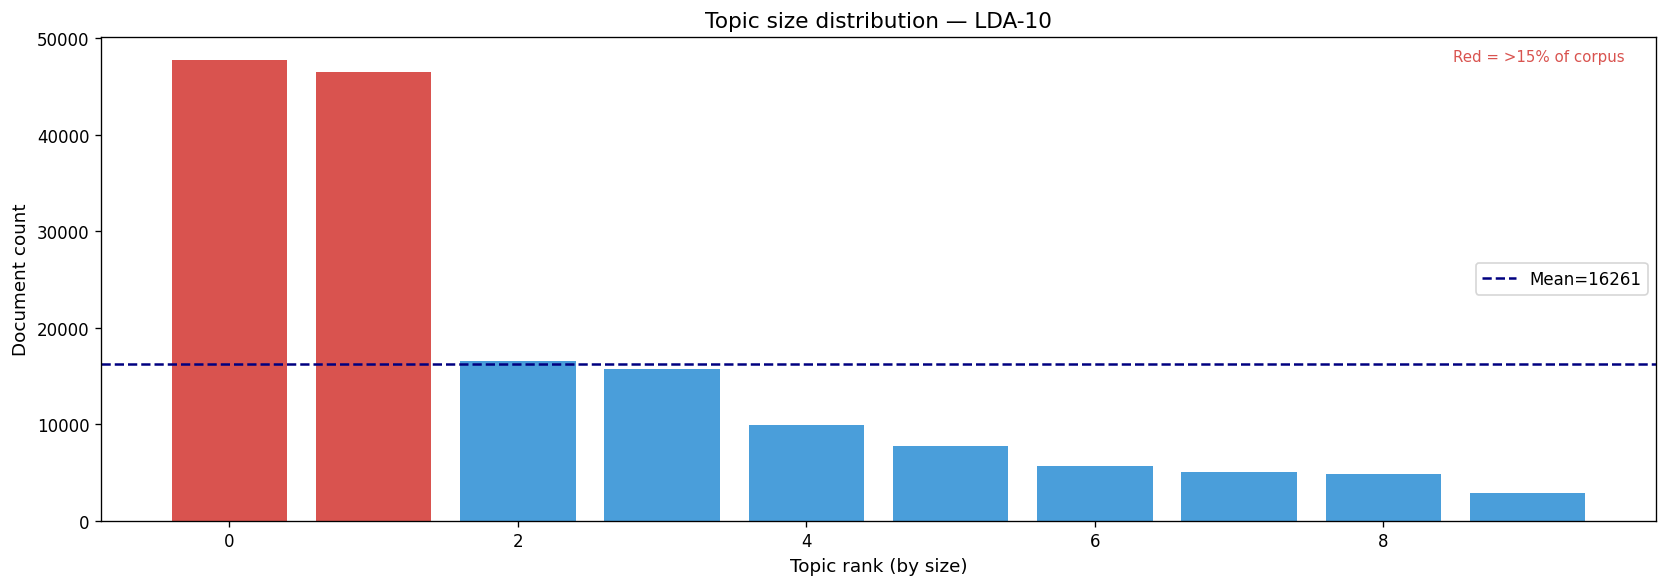 Topic size distribution — LDA-10
Red = >15% of corpus
Mean=16261
Document count
50000
40000
30000
20000
10000
0
0 2 4 6 8
Topic rank (by size)